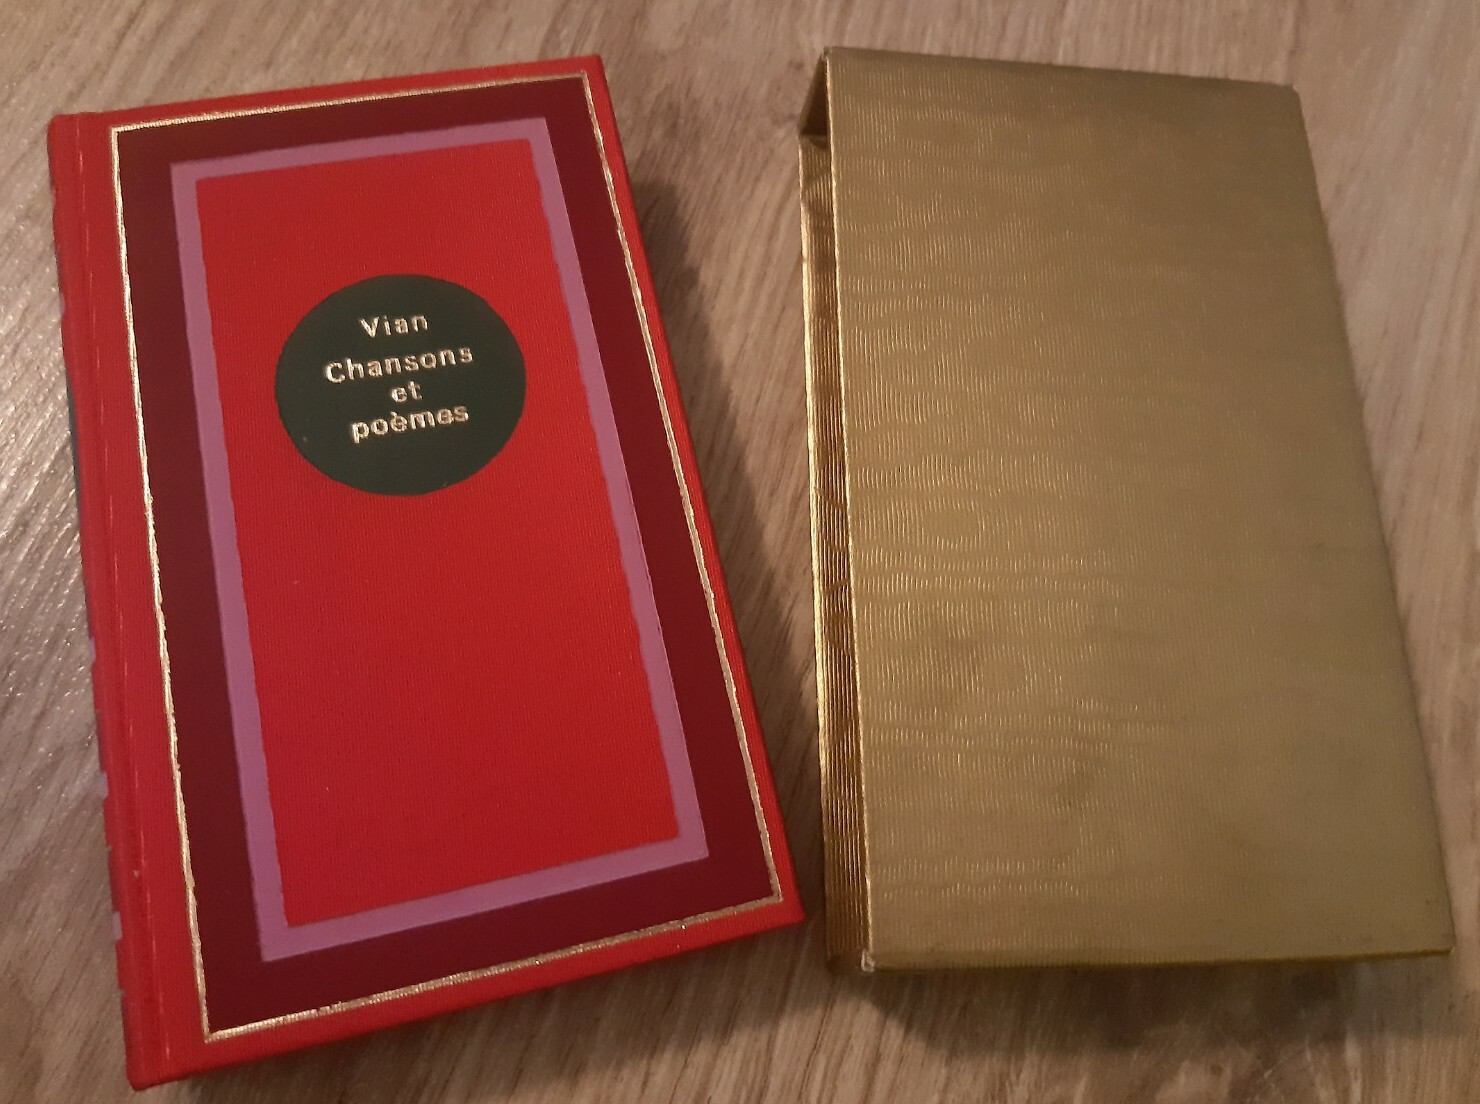 Vian
Chansons
et
poèmes